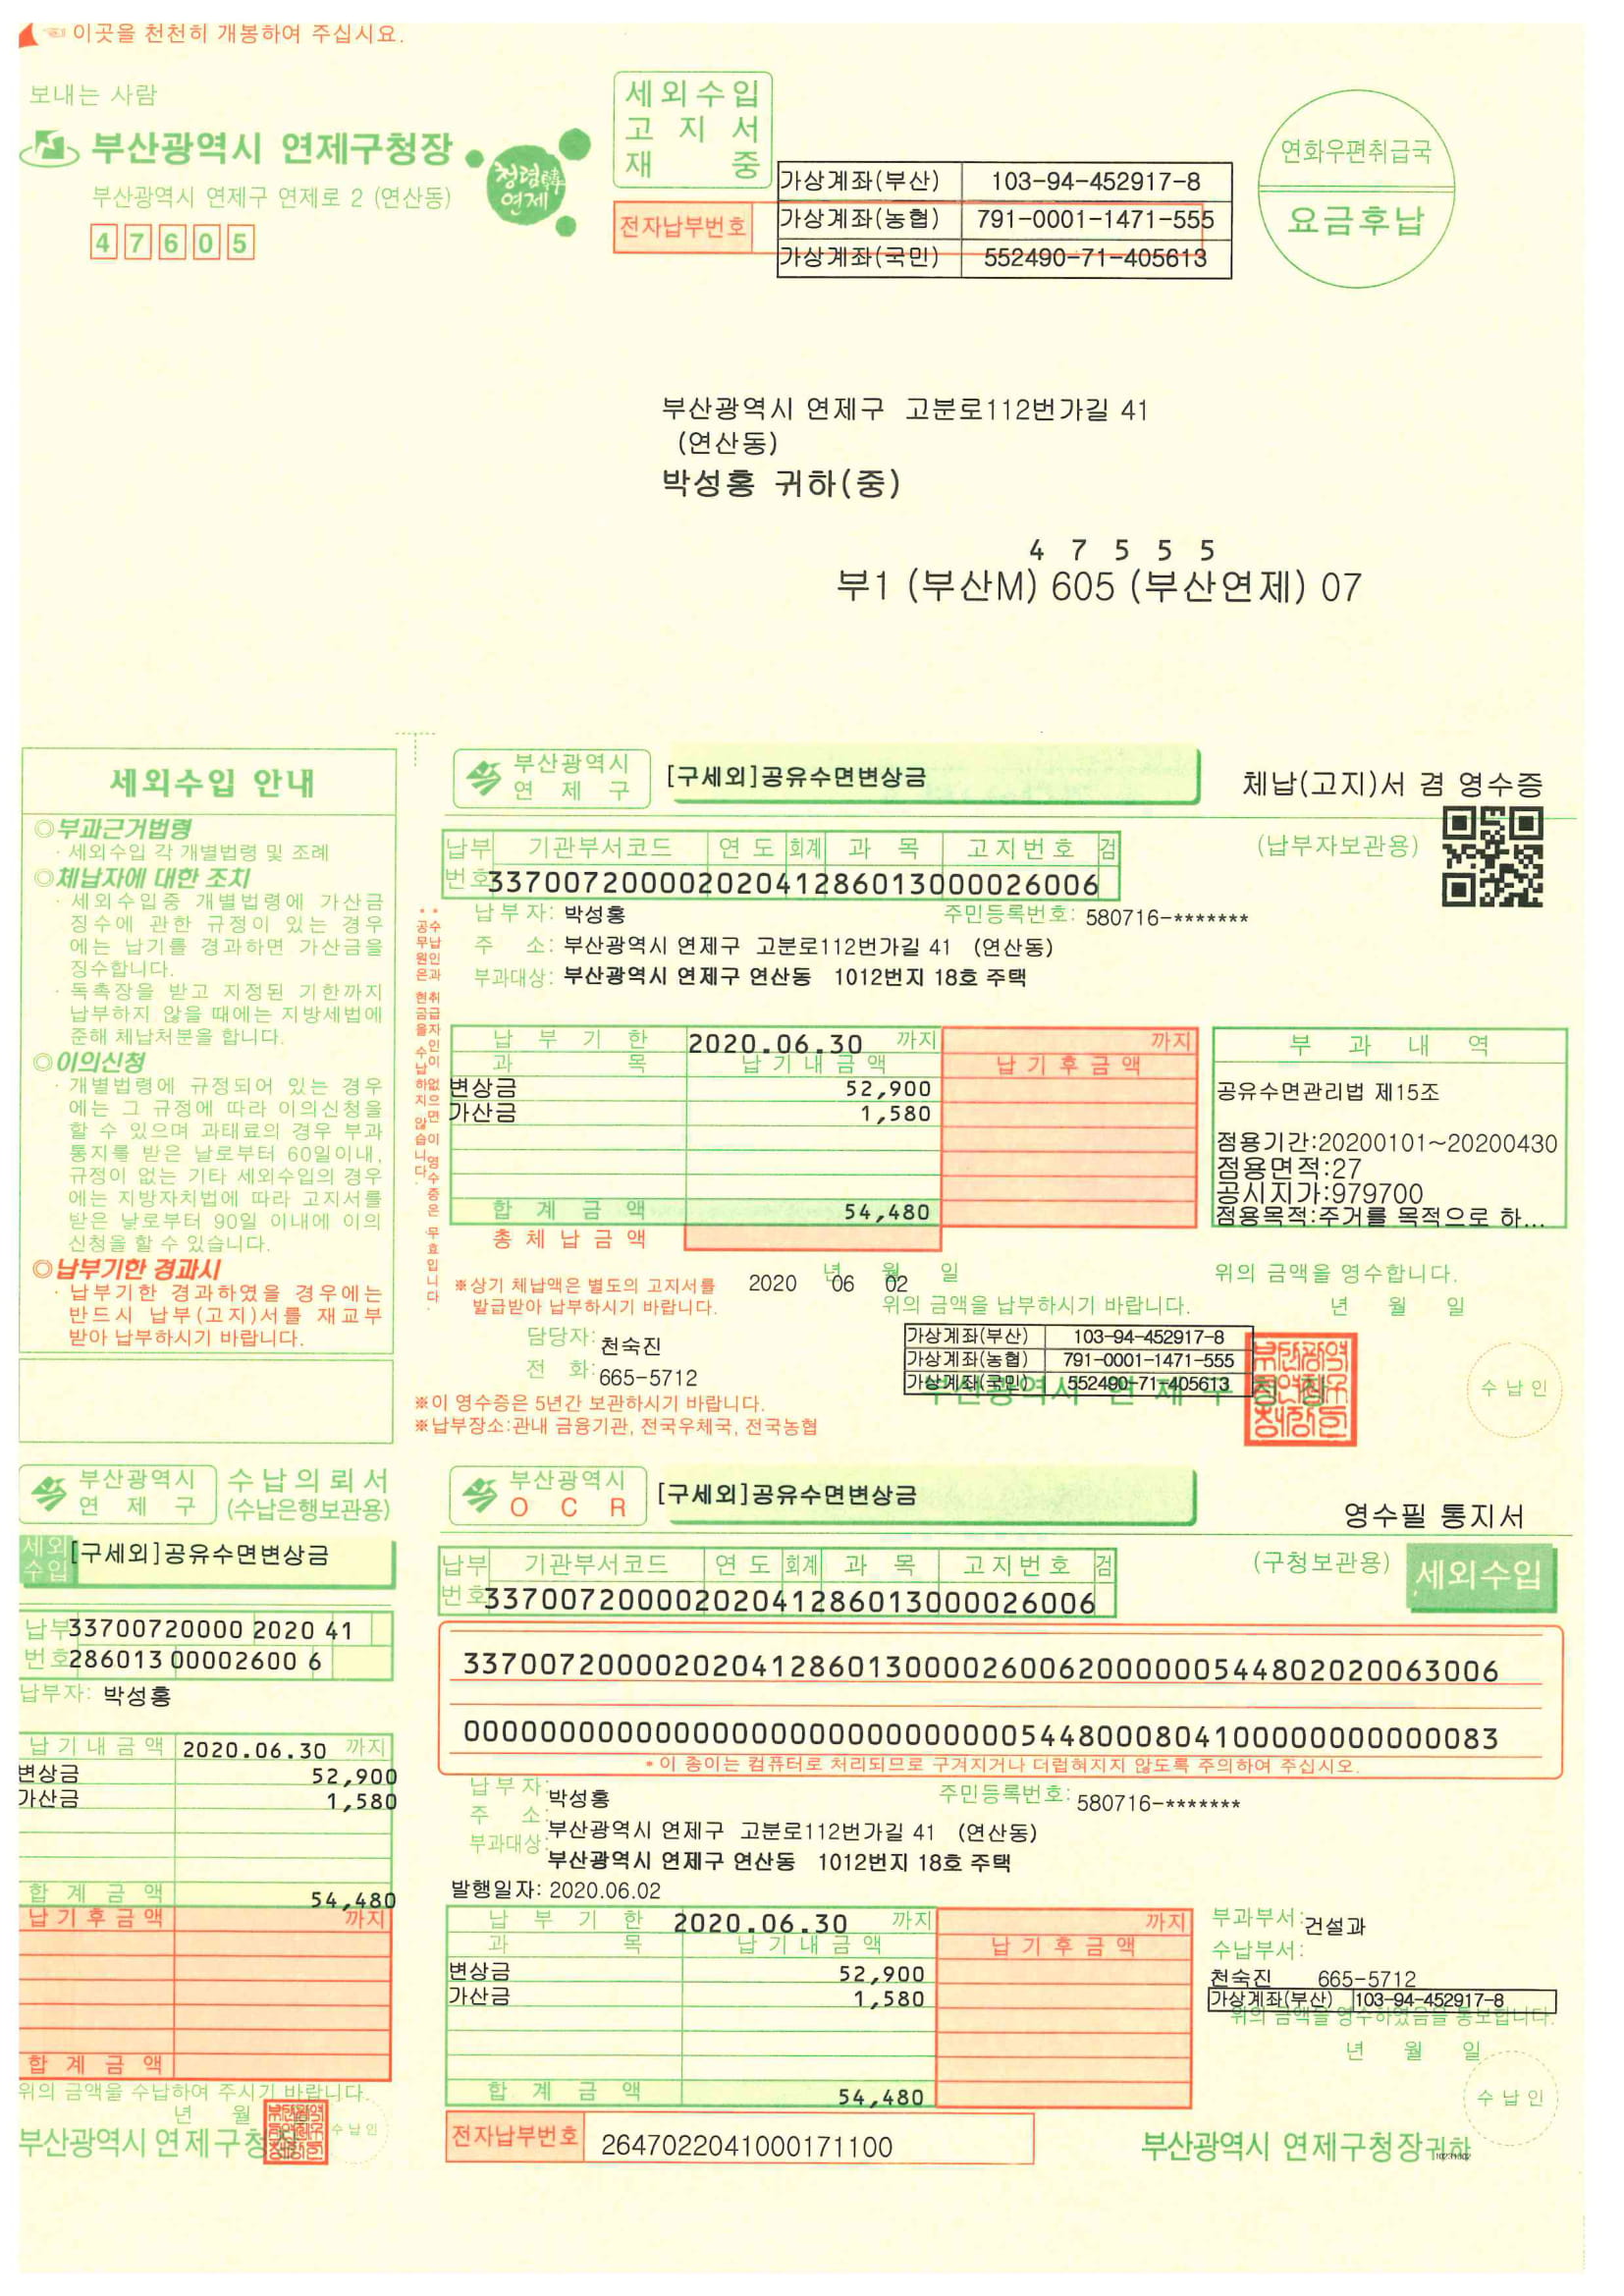 이곳을 천천히 개봉하여 주십시요.
보내는 사람
부산광역시 연제구청장
부산광역시 연제구 연제로 2 (연산동)
4 7 6 0 5
청렴
연제
세외수입
고 지 서
재 중
전자납부번호
가상계좌(부산) 103-94-452917-8
가상계좌(농협) 791-0001-1471-555
가상계좌(국민) 552490-71-405613
연화우편취급국
요금후납
부산광역시 연제구 고분로112번가길 41
(연산동)
박성홍 귀하(중)
4 7 5 5 5
부1 (부산M) 605 (부산연제) 07
세외수입 안내
◎부과근거법령
· 세외수입 각 개별법령 및 조례
◎체납자에 대한 조치
· 세외수입중 개별법령에 가산금
징수에 관한 규정이 있는 경우
에는 납기를 경과하면 가산금을
징수합니다.
· 독촉장을 받고 지정된 기한까지
납부하지 않을 때에는 지방세법에
준해 체납처분을 합니다.
◎이의신청
· 개별법령에 규정되어 있는 경우
에는 그 규정에 따라 이의신청을
할 수 있으며 과태료의 경우 부과
통지를 받은 날로부터 60일이내,
규정이 없는 기타 세외수입의 경우
에는 지방자치법에 따라 고지서를
받은 날로부터 90일 이내에 이의
신청을 할 수 있습니다.
◎납부기한 경과시
· 납부기한 경과하였을 경우에는
반드시 납부(고지)서를 재교부
받아 납부하시기 바랍니다.
*수납인과 취급자인이 없으면 이 영수증은 무효입니다.
*공무원은 현금을 수납하지 않습니다.
부산광역시
연 제 구
[구세외]공유수면변상금
체납(고지)서 겸 영수증
(납부자보관용)
납부 기관부서코드 연 도 회계 과 목 고지번호 검
번호 33700720000202041286013000026006
납 부 자: 박성홍 주민등록번호: 580716-*******
주 소: 부산광역시 연제구 고분로112번가길 41 (연산동)
부과대상: 부산광역시 연제구 연산동 1012번지 18호 주택
납 부 기 한 2020.06.30 까지 까지
과 목 납 기 내 금 액 납 기 후 금 액
변상금 52,900
가산금 1,580
합 계 금 액 54,480
총 체 납 금 액
부 과 내 역
공유수면관리법 제15조
점용기간:20200101~20200430
점용면적:27
공시지가:979700
점용목적:주거를 목적으로 하...
※상기 체납액은 별도의 고지서를
발급받아 납부하시기 바랍니다.
2020 년 06 월 02 일
위의 금액을 납부하시기 바랍니다.
위의 금액을 영수합니다.
년 월 일
담당자: 천숙진
전 화: 665-5712
가상계좌(부산) 103-94-452917-8
가상계좌(농협) 791-0001-1471-555
가상계좌(국민) 552490-71-405613
부산광역시 연 제 구 청 장
수 납 인
※이 영수증은 5년간 보관하시기 바랍니다.
※납부장소:관내 금융기관, 전국우체국, 전국농협
부산광역시
연 제 구
수 납 의 뢰 서
(수납은행보관용)
세외
수입
[구세외]공유수면변상금
납부 33700720000 2020 41
번호 286013 00002600 6
납부자: 박성홍
납 기 내 금 액 2020.06.30 까지
변상금 52,900
가산금 1,580
합 계 금 액 54,480
납 기 후 금 액 까지
합 계 금 액
위의 금액을 수납하여 주시기 바랍니다.
년 월
부산광역시 연제구청장
수 납 인
부산광역시
O C R
[구세외]공유수면변상금
영수필 통지서
(구청보관용)
세외수입
납부 기관부서코드 연 도 회계 과 목 고지번호 검
번호 33700720000202041286013000026006
337007200002020412860130000260062000000544802020063006
000000000000000000000000000005448000804100000000000083
* 이 종이는 컴퓨터로 처리되므로 구겨지거나 더럽혀지지 않도록 주의하여 주십시오.
납 부 자: 박성홍 주민등록번호: 580716-*******
주 소: 부산광역시 연제구 고분로112번가길 41 (연산동)
부과대상: 부산광역시 연제구 연산동 1012번지 18호 주택
발행일자: 2020.06.02
납 부 기 한 2020.06.30 까지 까지
과 목 납 기 내 금 액 납 기 후 금 액
변상금 52,900
가산금 1,580
합 계 금 액 54,480
부과부서: 건설과
수납부서:
천숙진 665-5712
가상계좌(부산) 103-94-452917-8
위의 금액을 영수하였음을 통보합니다.
년 월 일
수 납 인
전자납부번호 2647022041000171100
부산광역시 연제구청장귀하